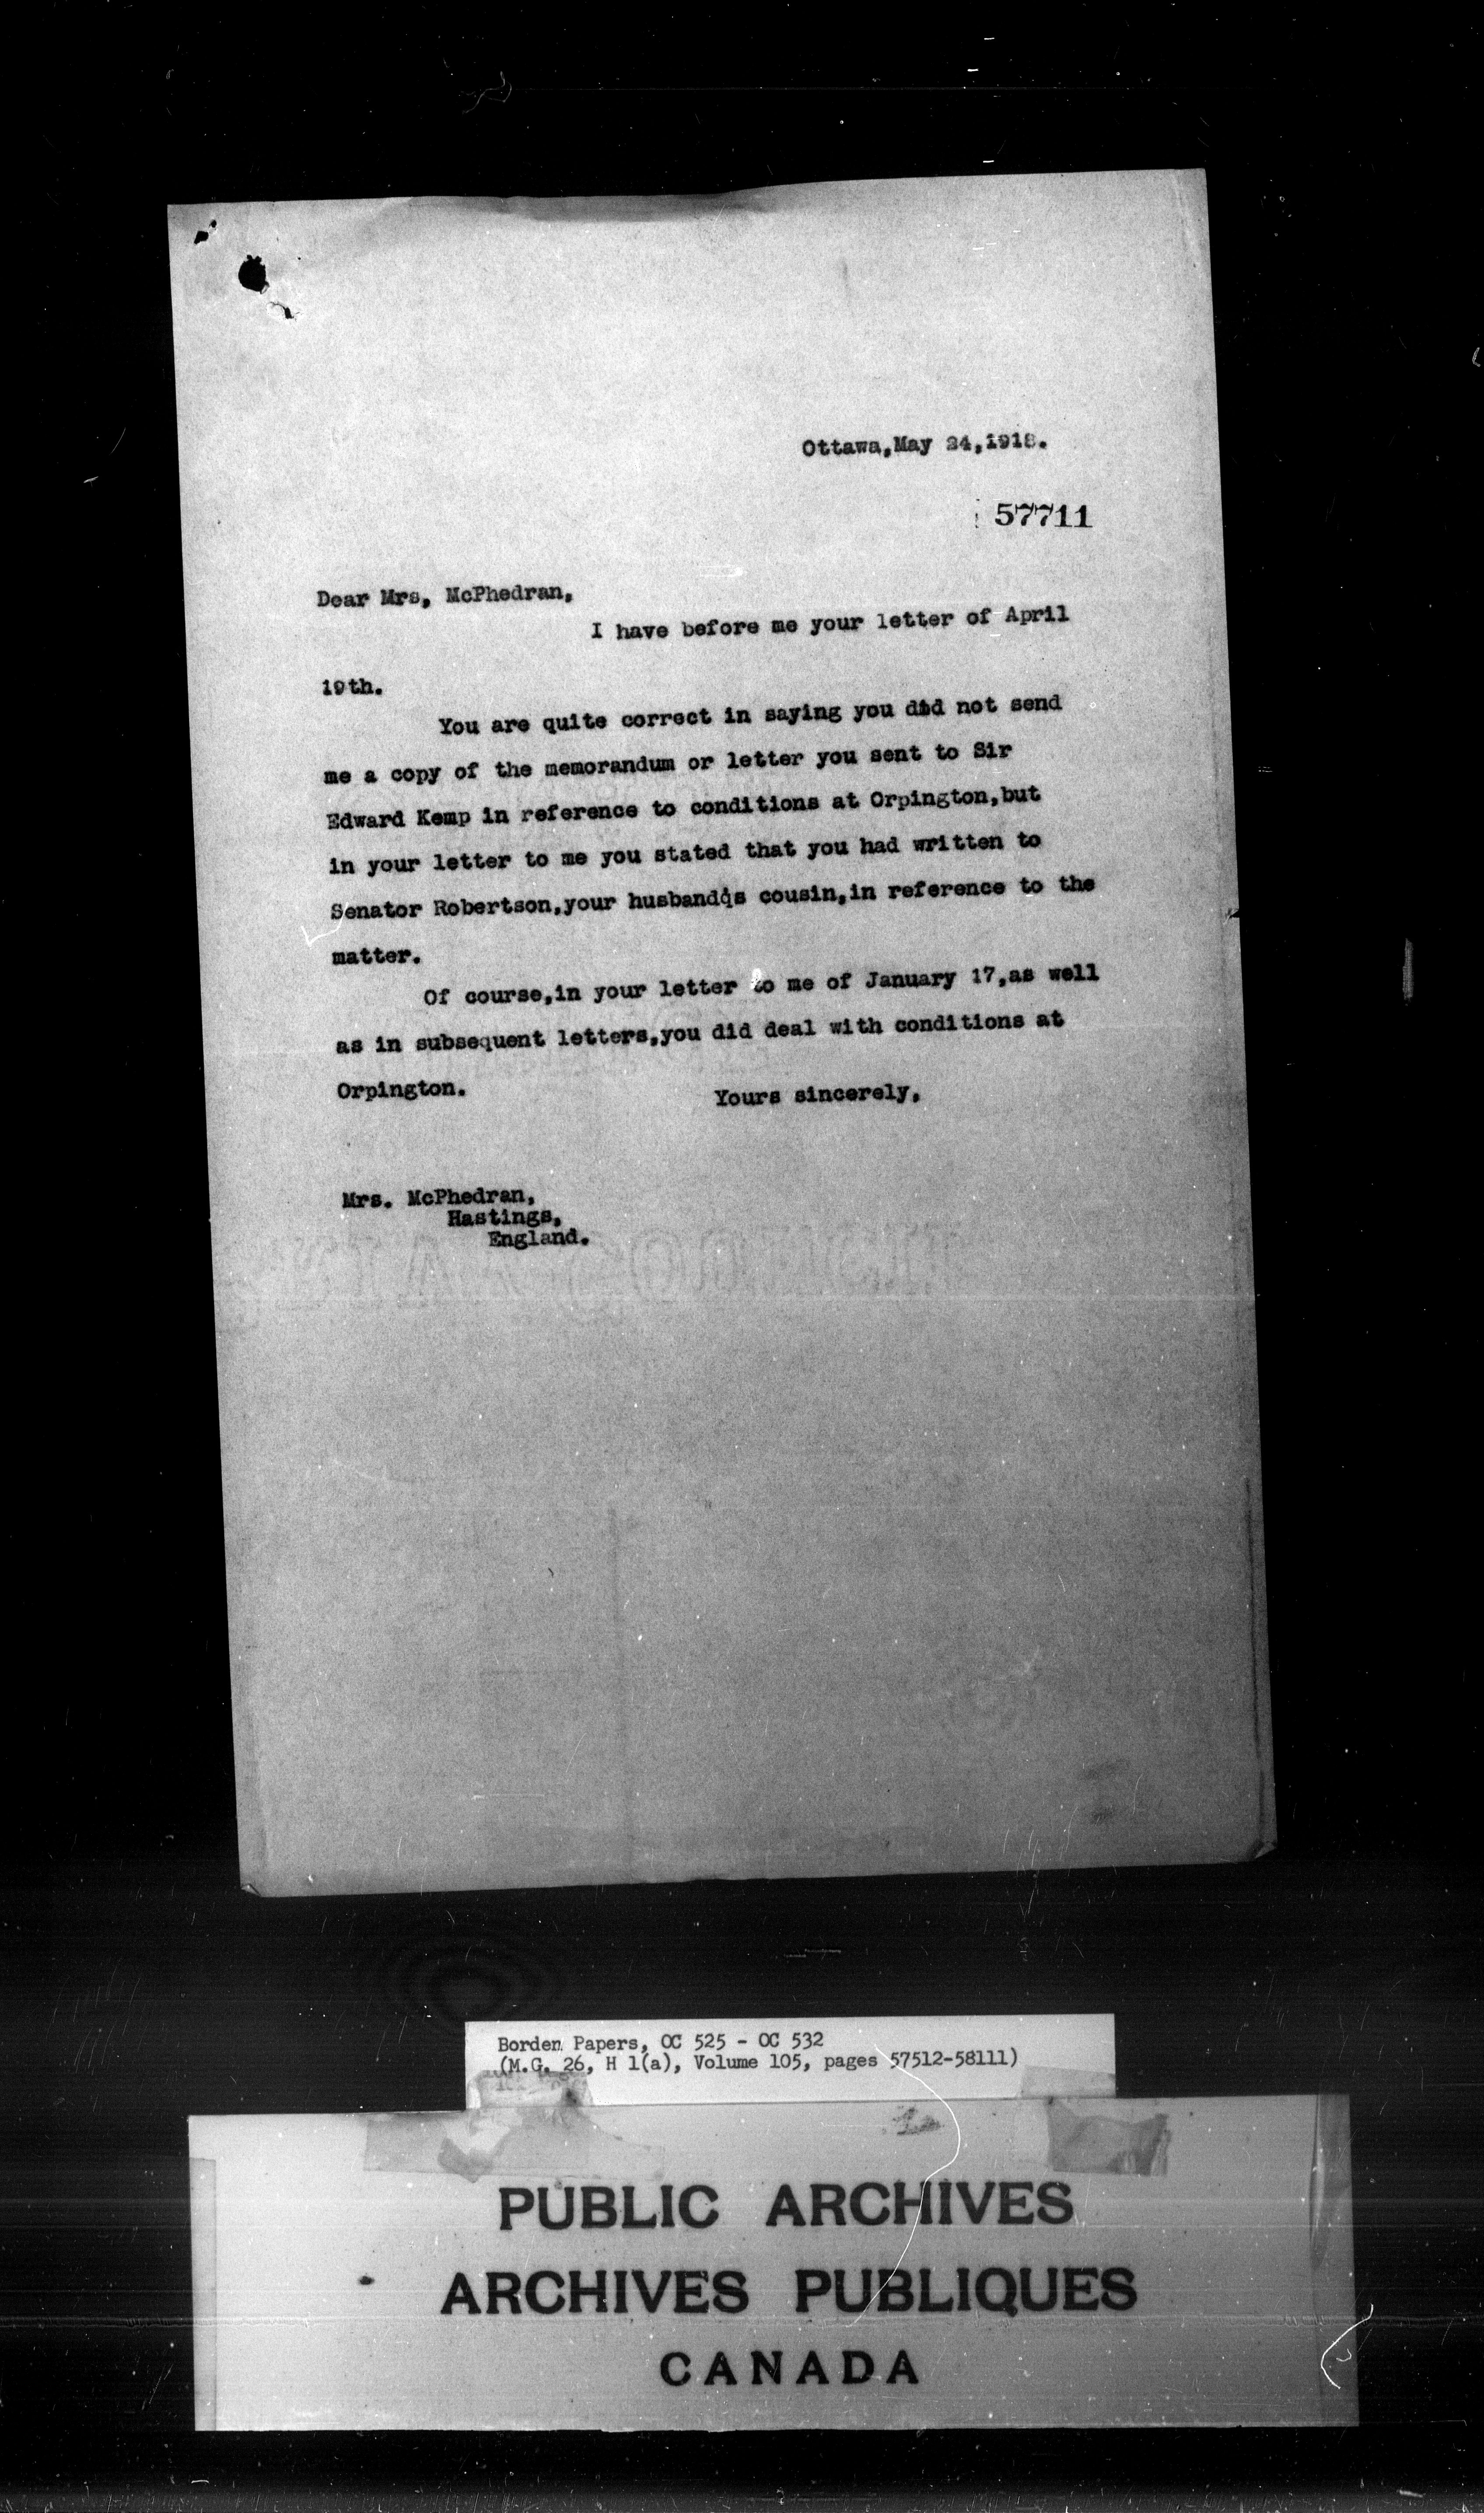 Ottawa,May 24,1918.
57711
Dear Mrs, McPhedran,
I have before me your letter of April
19th.
You are quite correct in saying you did not send
me a copy of the memorandum or letter you sent to Sir
Edward Kemp in reference to conditions at Orpington,but
in your letter to me you stated that you had written to
Senator Robertson,your husband's cousin,in reference to the
matter.
Of course,in your letter to me of January 17,as well
as in subsequent letters,you did deal with conditions at
Orpington.
Yours sincerely,
Mrs. McPhedran,
Hastings,
England.
Borden Papers, OC 525 - OC 532
(M.G. 26, H 1(a), Volume 105, pages 57512-58111)
PUBLIC ARCHIVES
ARCHIVES PUBLIQUES
CANADA